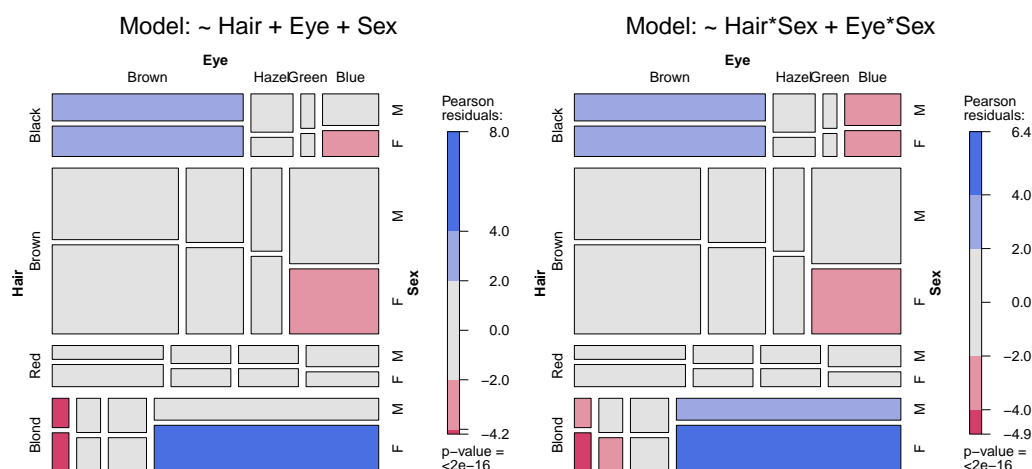 Model: ~ Hair + Eye + Sex
Eye
Brown Hazel Green Blue
Hair
Black
Brown
Red
Blond
Sex
M
F
M
F
M
F
M
F
Pearson
residuals:
8.0
4.0
2.0
0.0
−2.0
−4.2
p−value =
<2e−16
Model: ~ Hair*Sex + Eye*Sex
Eye
Brown Hazel Green Blue
Hair
Black
Brown
Red
Blond
Sex
M
F
M
F
M
F
M
F
Pearson
residuals:
6.4
4.0
2.0
0.0
−2.0
−4.0
−4.9
p−value =
<2e−16